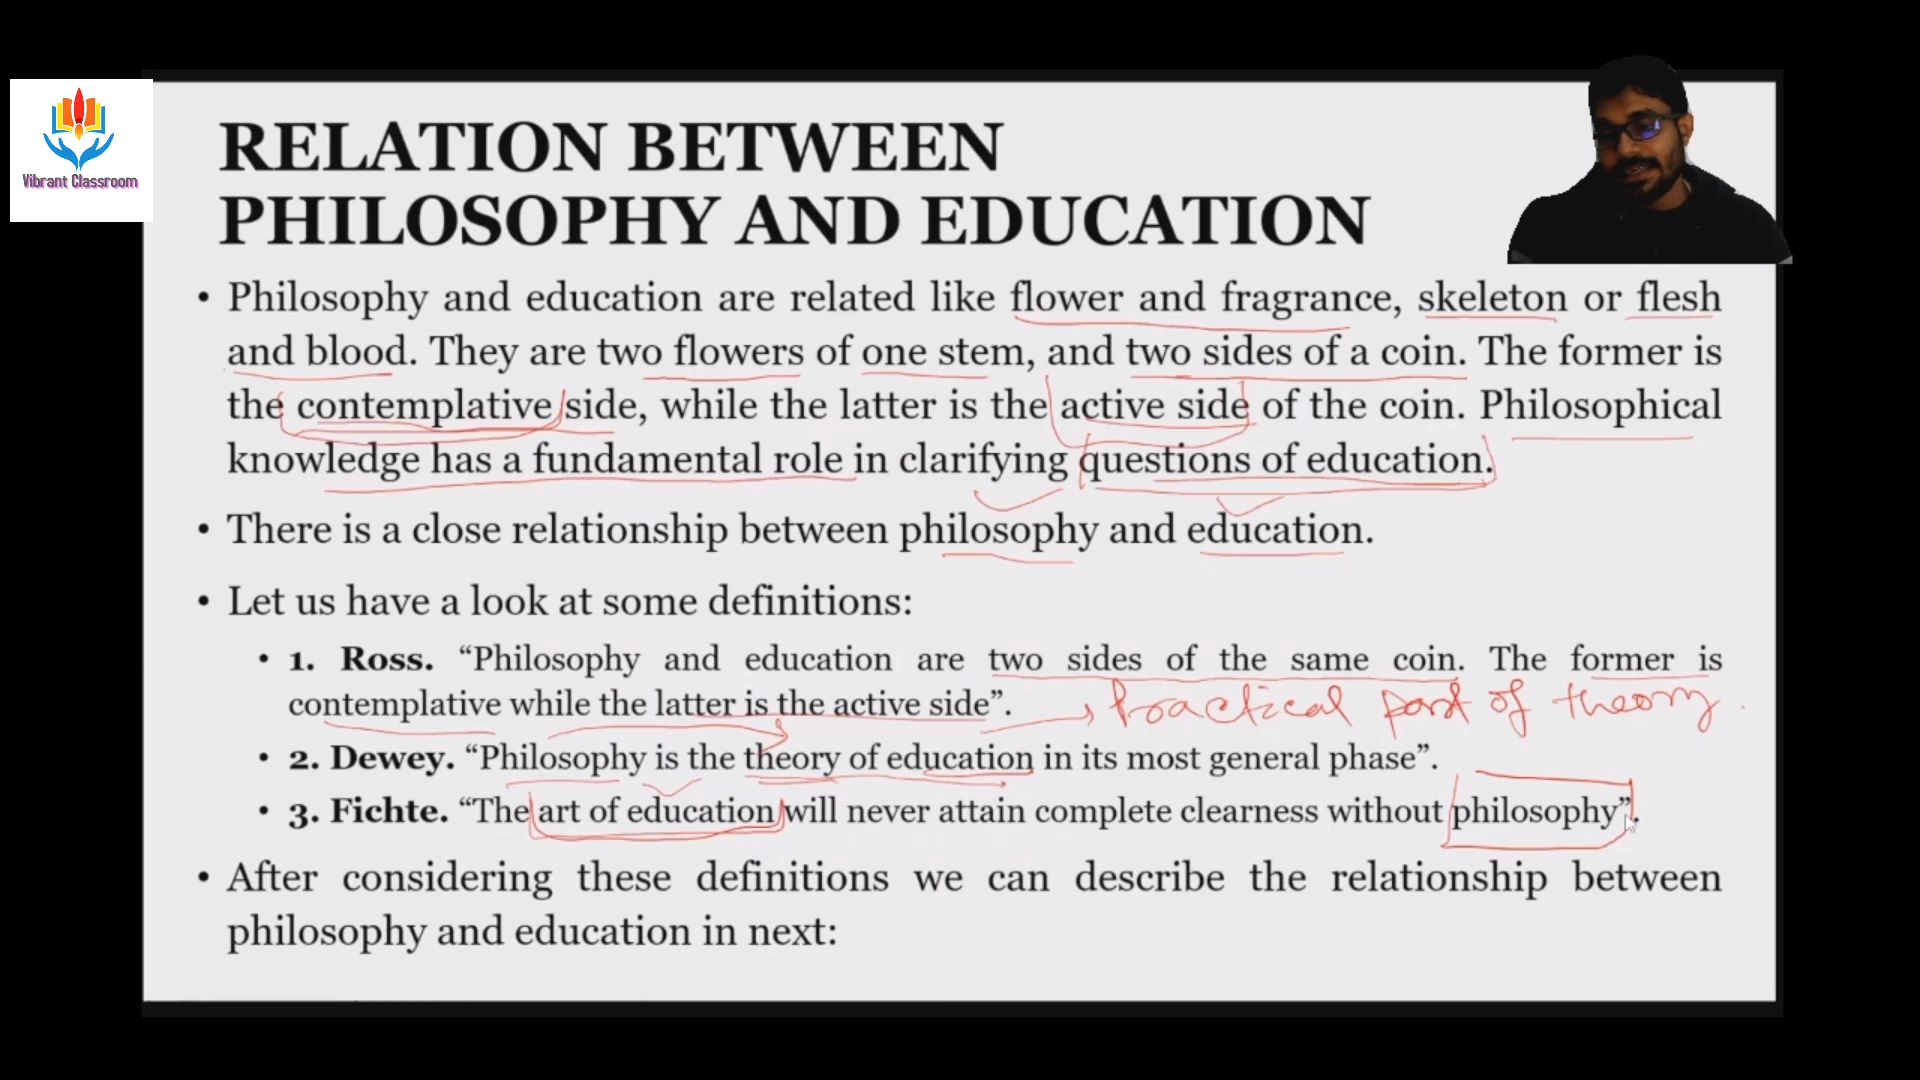 Vibrant Classroom
RELATION BETWEEN
PHILOSOPHY AND EDUCATION
• Philosophy and education are related like flower and fragrance, skeleton or flesh
and blood. They are two flowers of one stem, and two sides of a coin. The former is
the contemplative side, while the latter is the active side of the coin. Philosophical
knowledge has a fundamental role in clarifying questions of education.
• There is a close relationship between philosophy and education.
• Let us have a look at some definitions:
• 1. Ross. “Philosophy and education are two sides of the same coin. The former is
contemplative while the latter is the active side”. Practical part of theory
• 2. Dewey. “Philosophy is the theory of education in its most general phase”.
• 3. Fichte. “The art of education will never attain complete clearness without philosophy”.
• After considering these definitions we can describe the relationship between
philosophy and education in next: